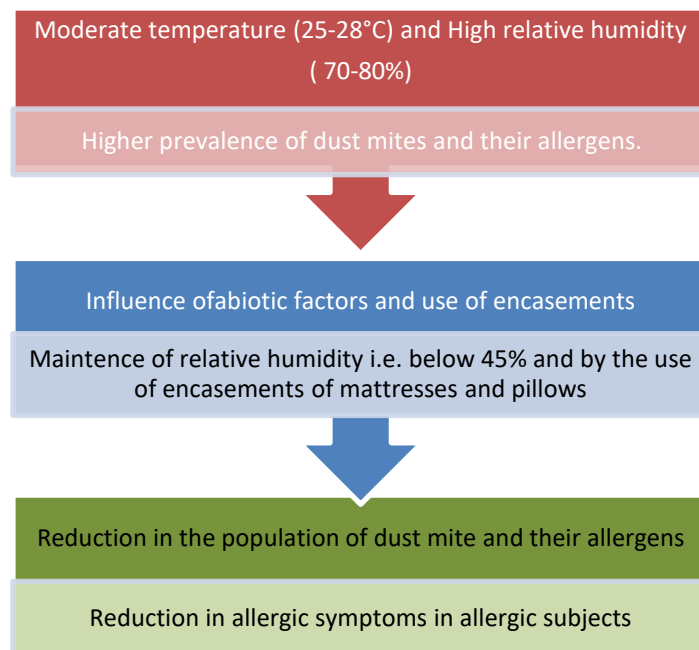 Moderate temperature (25-28°C) and High relative humidity
( 70-80%)
Higher prevalence of dust mites and their allergens.
Influence ofabiotic factors and use of encasements
Maintence of relative humidity i.e. below 45% and by the use
of encasements of mattresses and pillows
Reduction in the population of dust mite and their allergens
Reduction in allergic symptoms in allergic subjects